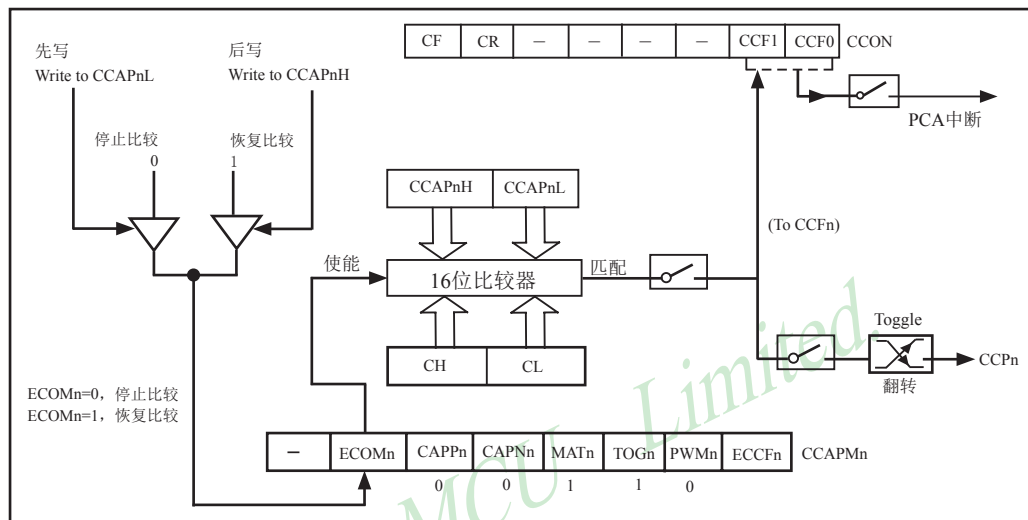 CF CR — — — — CCF1 CCF0 CCON
先写
Write to CCAPnL
后写
Write to CCAPnH
PCA中断
停止比较
0
恢复比较
1
CCAPnH CCAPnL
(To CCFn)
使能
16位比较器
匹配
Toggle
CH CL
CCPn
翻转
ECOMn=0，停止比较
ECOMn=1，恢复比较
— ECOMn CAPPn CAPNn MATn TOGn PWMn ECCFn CCAPMn
0 0 1 1 0
MCU Limited.